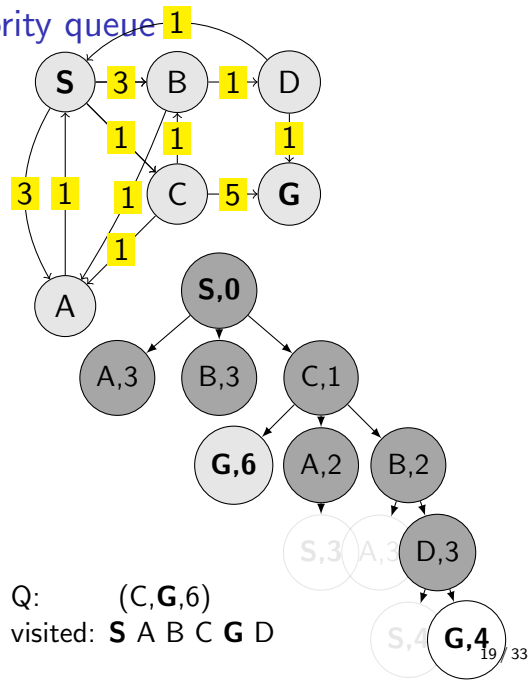 ority queue
1
S 3 B 1 D
1 1 1
3 1 1 C 5 G
1
A
S,0
A,3 B,3 C,1
G,6 A,2 B,2
S,3 A,3 D,3
Q: (C,G,6)
visited: S A B C G D
S,4 G,4
19 / 33